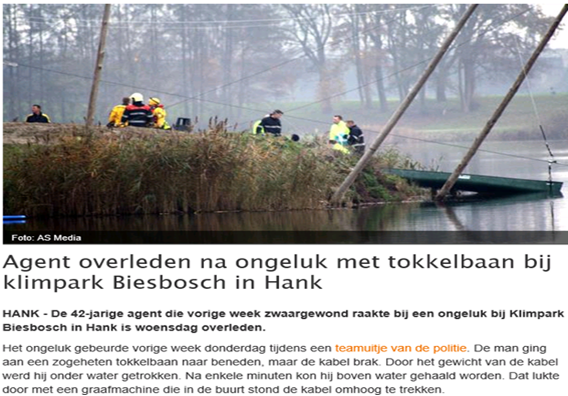 Foto: AS Media
Agent overleden na ongeluk met tokkelbaan bij
klimpark Biesbosch in Hank
HANK - De 42-jarige agent die vorige week zwaargewond raakte bij een ongeluk bij Klimpark
Biesbosch in Hank is woensdag overleden.
Het ongeluk gebeurde vorige week donderdag tijdens een teamuitje van de politie. De man ging
aan een zogeheten tokkelbaan naar beneden, maar de kabel brak. Door het gewicht van de kabel
werd hij onder water getrokken. Na enkele minuten kon hij boven water gehaald worden. Dat lukte
door met een graafmachine die in de buurt stond de kabel omhoog te trekken.